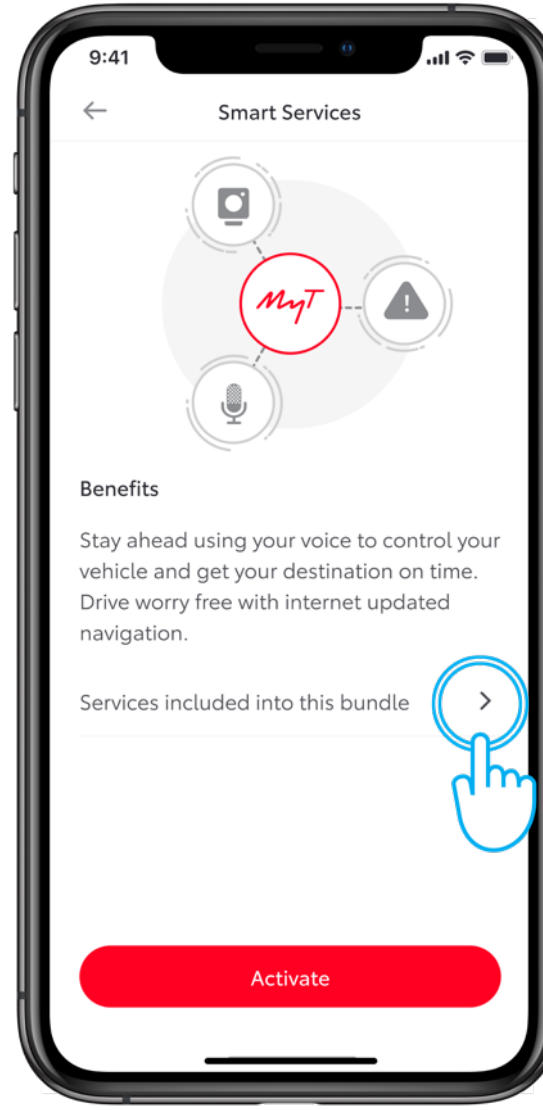 9:41
Smart Services
MyT
Benefits
Stay ahead using your voice to control your
vehicle and get your destination on time.
Drive worry free with internet updated
navigation.
Services included into this bundle
Activate